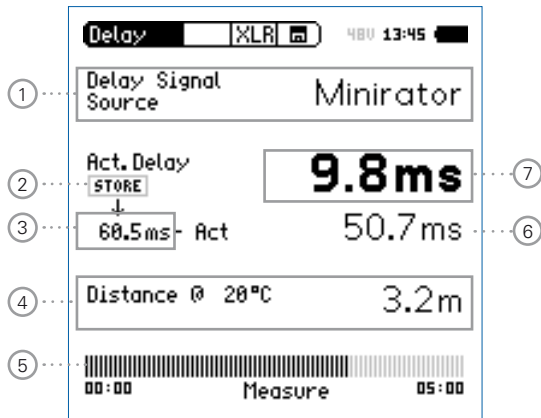 Delay XLR 48V 13:45
1 Delay Signal Source Minirator
Act. Delay 9.8ms 7
2 STORE
3 60.5ms - Act 50.7ms 6
4 Distance @ 20°C 3.2m
5
00:00 Measure 05:00